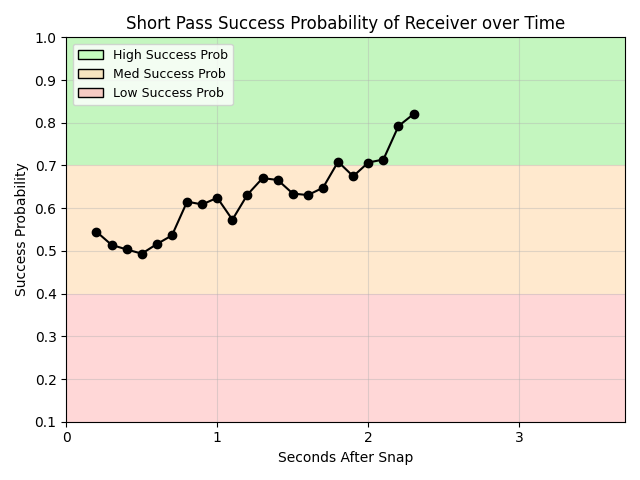 Short Pass Success Probability of Receiver over Time
1.0
High Success Prob
Med Success Prob
Low Success Prob
0.9
0.8
0.7
0.6
0.5
0.4
0.3
0.2
0.1
Success Probability
0 1 2 3
Seconds After Snap